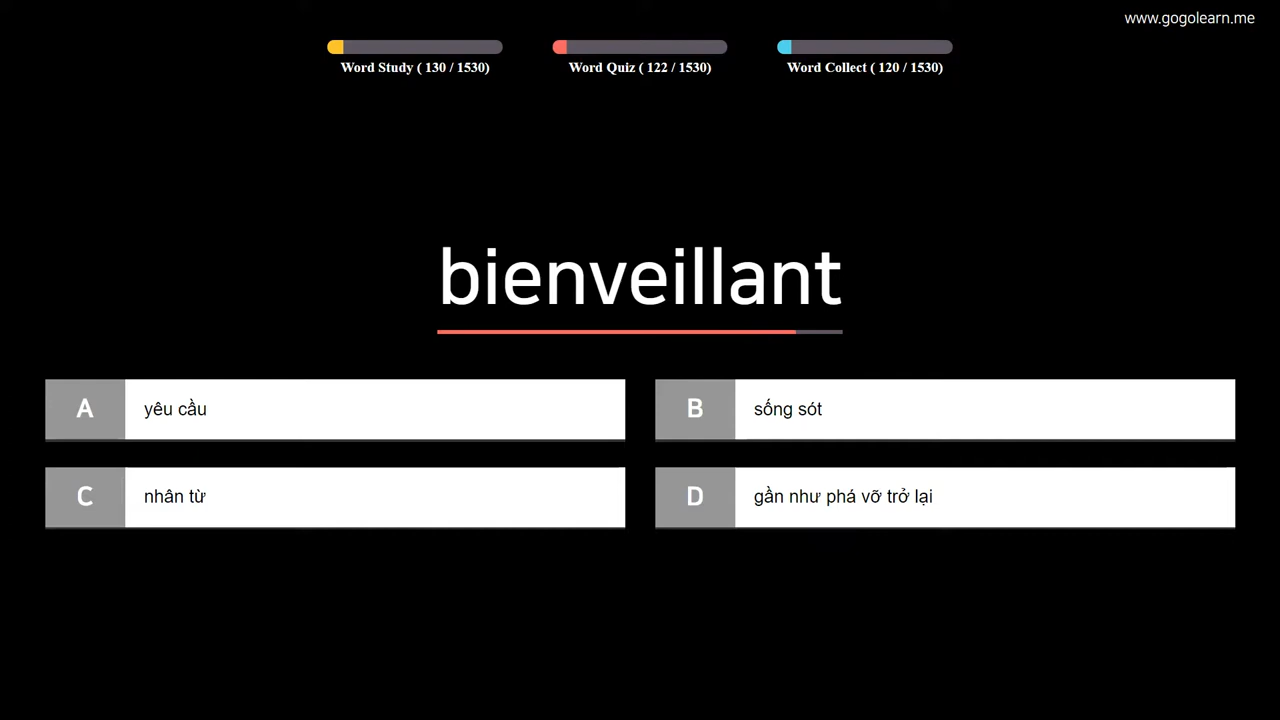 www.gogolearn.me
Word Study ( 130 / 1530)
Word Quiz ( 122 / 1530)
Word Collect ( 120 / 1530)
bienveillant
A yêu cầu
B sống sót
C nhân từ
D gần như phá vỡ trở lại